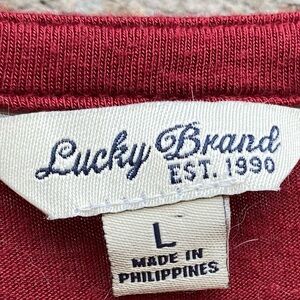 Lucky Brand
EST. 1990
L
MADE IN
PHILIPPINES